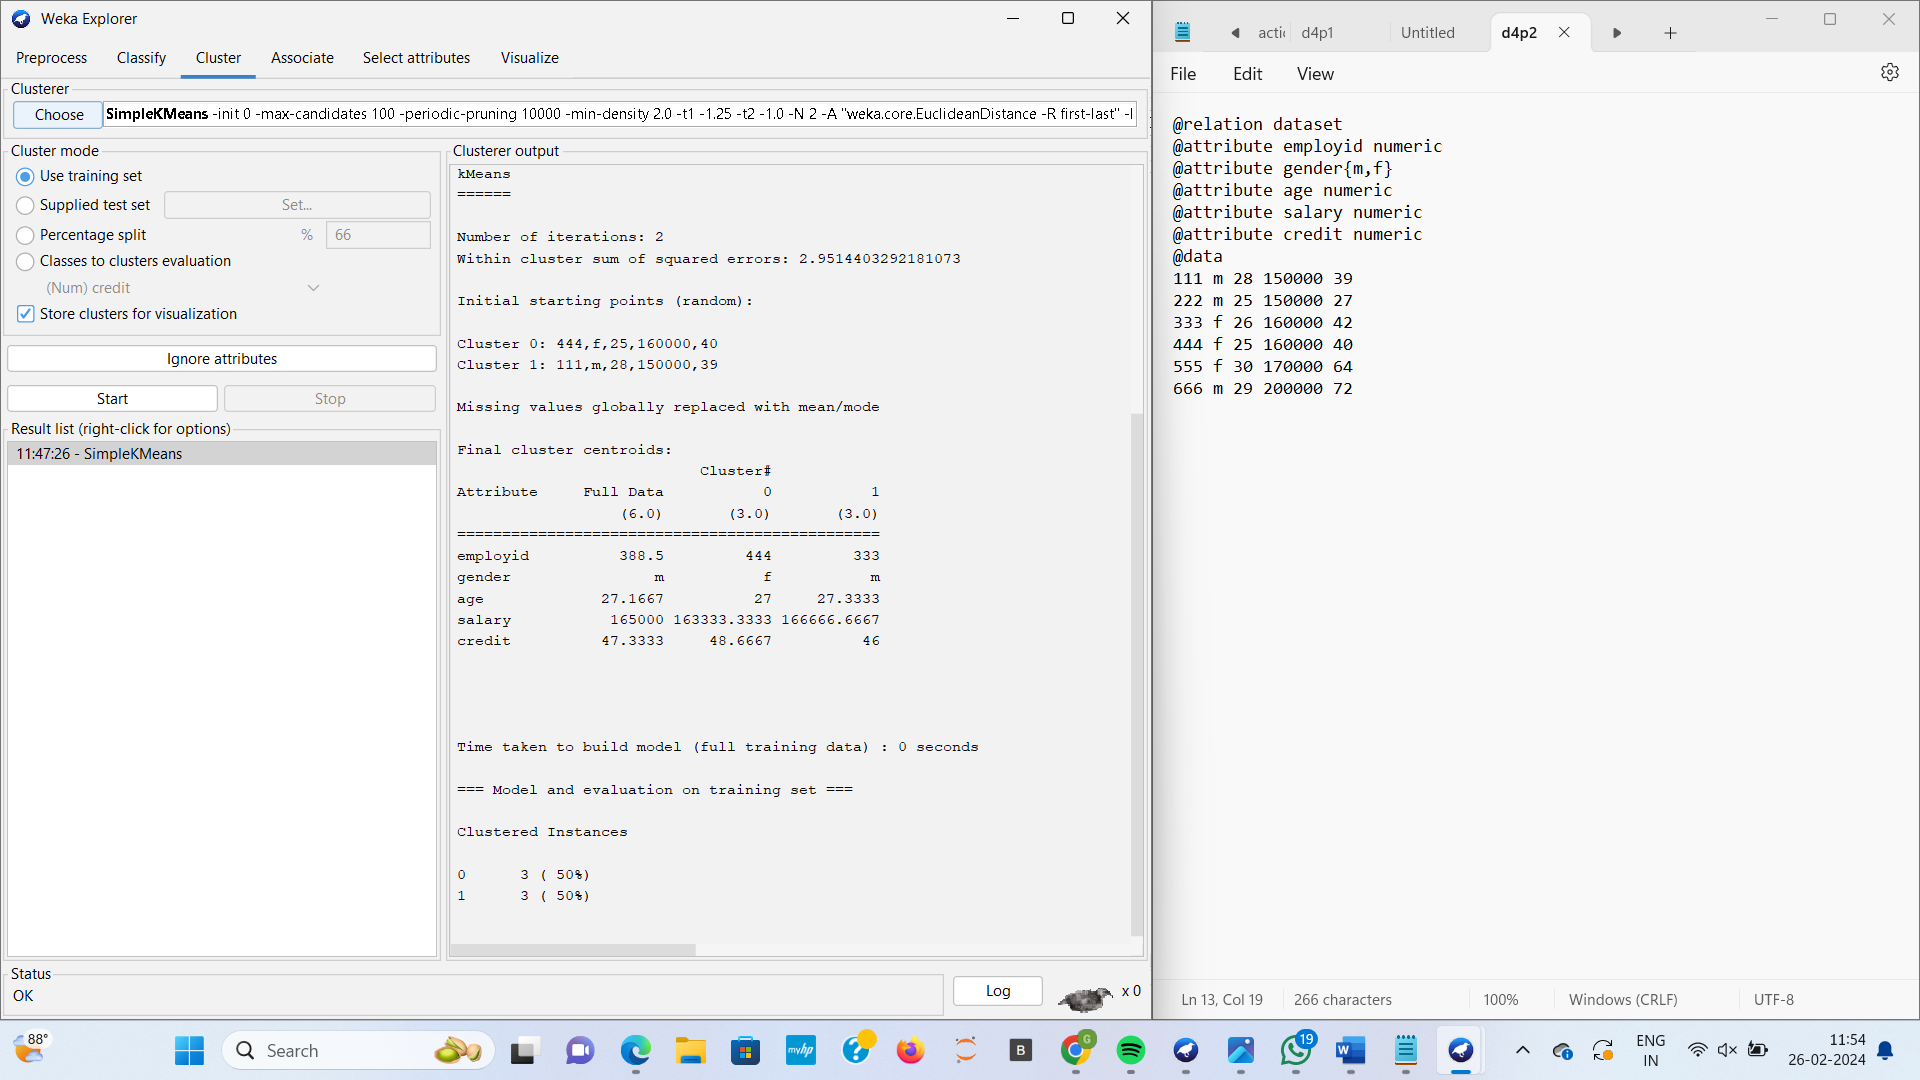 Weka Explorer
Preprocess Classify Cluster Associate Select attributes Visualize
Clusterer
Choose SimpleKMeans -init 0 -max-candidates 100 -periodic-pruning 10000 -min-density 2.0 -t1 -1.25 -t2 -1.0 -N 2 -A "weka.core.EuclideanDistance -R first-last" -I
Cluster mode
Use training set
Supplied test set Set...
Percentage split % 66
Classes to clusters evaluation
(Num) credit
Store clusters for visualization
Ignore attributes
Start Stop
Result list (right-click for options)
11:47:26 - SimpleKMeans
Clusterer output
kMeans
======
Number of iterations: 2
Within cluster sum of squared errors: 2.9514403292181073
Initial starting points (random):
Cluster 0: 444,f,25,160000,40
Cluster 1: 111,m,28,150000,39
Missing values globally replaced with mean/mode
Final cluster centroids:
Cluster#
Attribute Full Data 0 1
(6.0) (3.0) (3.0)
===============================================
employid 388.5 444 333
gender m f m
age 27.1667 27 27.3333
salary 165000 163333.3333 166666.6667
credit 47.3333 48.6667 46
Time taken to build model (full training data) : 0 seconds
=== Model and evaluation on training set ===
Clustered Instances
0 3 ( 50%)
1 3 ( 50%)
Status
OK
Log x 0
d4p1 Untitled d4p2
File Edit View
@relation dataset
@attribute employid numeric
@attribute gender{m,f}
@attribute age numeric
@attribute salary numeric
@attribute credit numeric
@data
111 m 28 150000 39
222 m 25 150000 27
333 f 26 160000 42
444 f 25 160000 40
555 f 30 170000 64
666 m 29 200000 72
Ln 13, Col 19 266 characters 100% Windows (CRLF) UTF-8
88°
Search
myhp
B
G
19
ENG
IN
11:54
26-02-2024